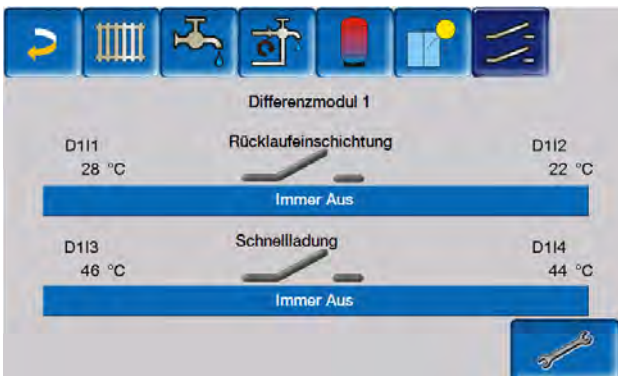 Differenzmodul 1
D1I1 Rücklaufeinschichtung D1I2
28 °C 22 °C
Immer Aus
D1I3 Schnellladung D1I4
46 °C 44 °C
Immer Aus